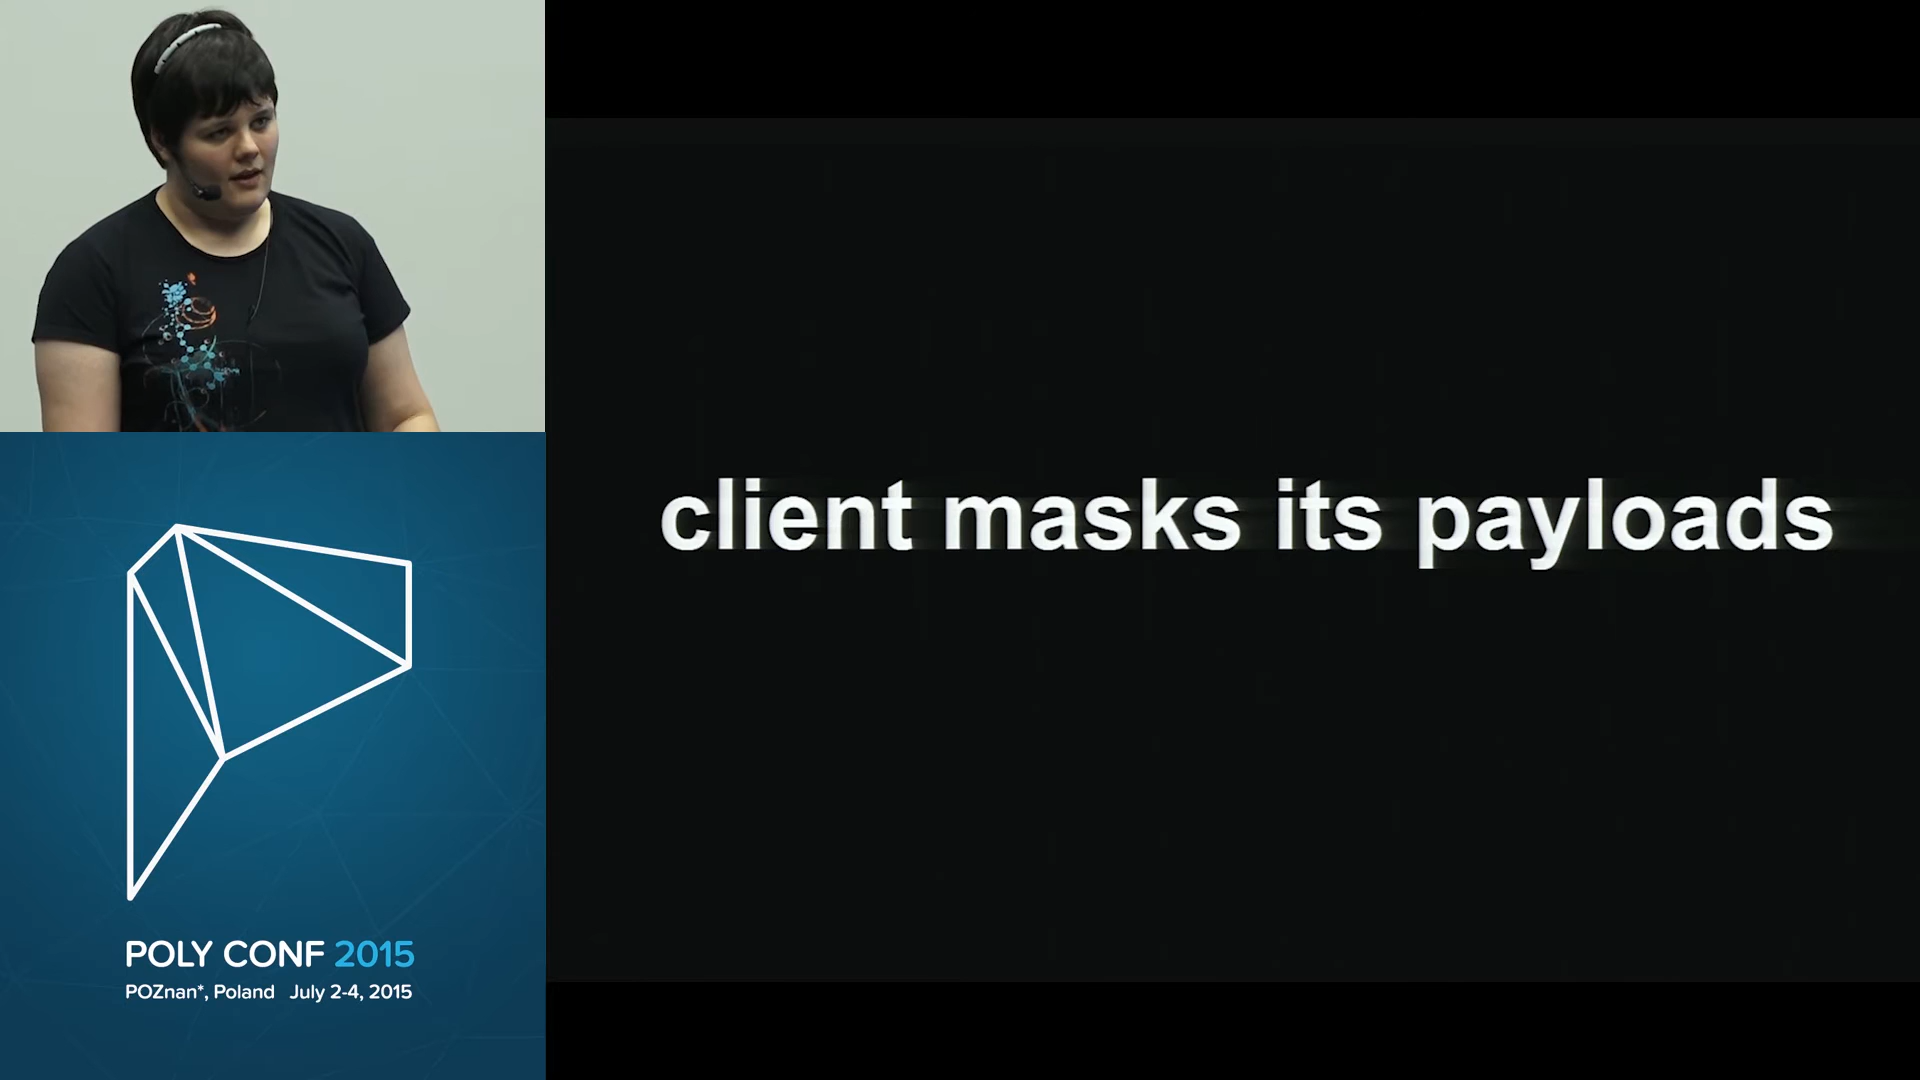 client masks its payloads
POLY CONF 2015
POZnan*, Poland July 2-4, 2015